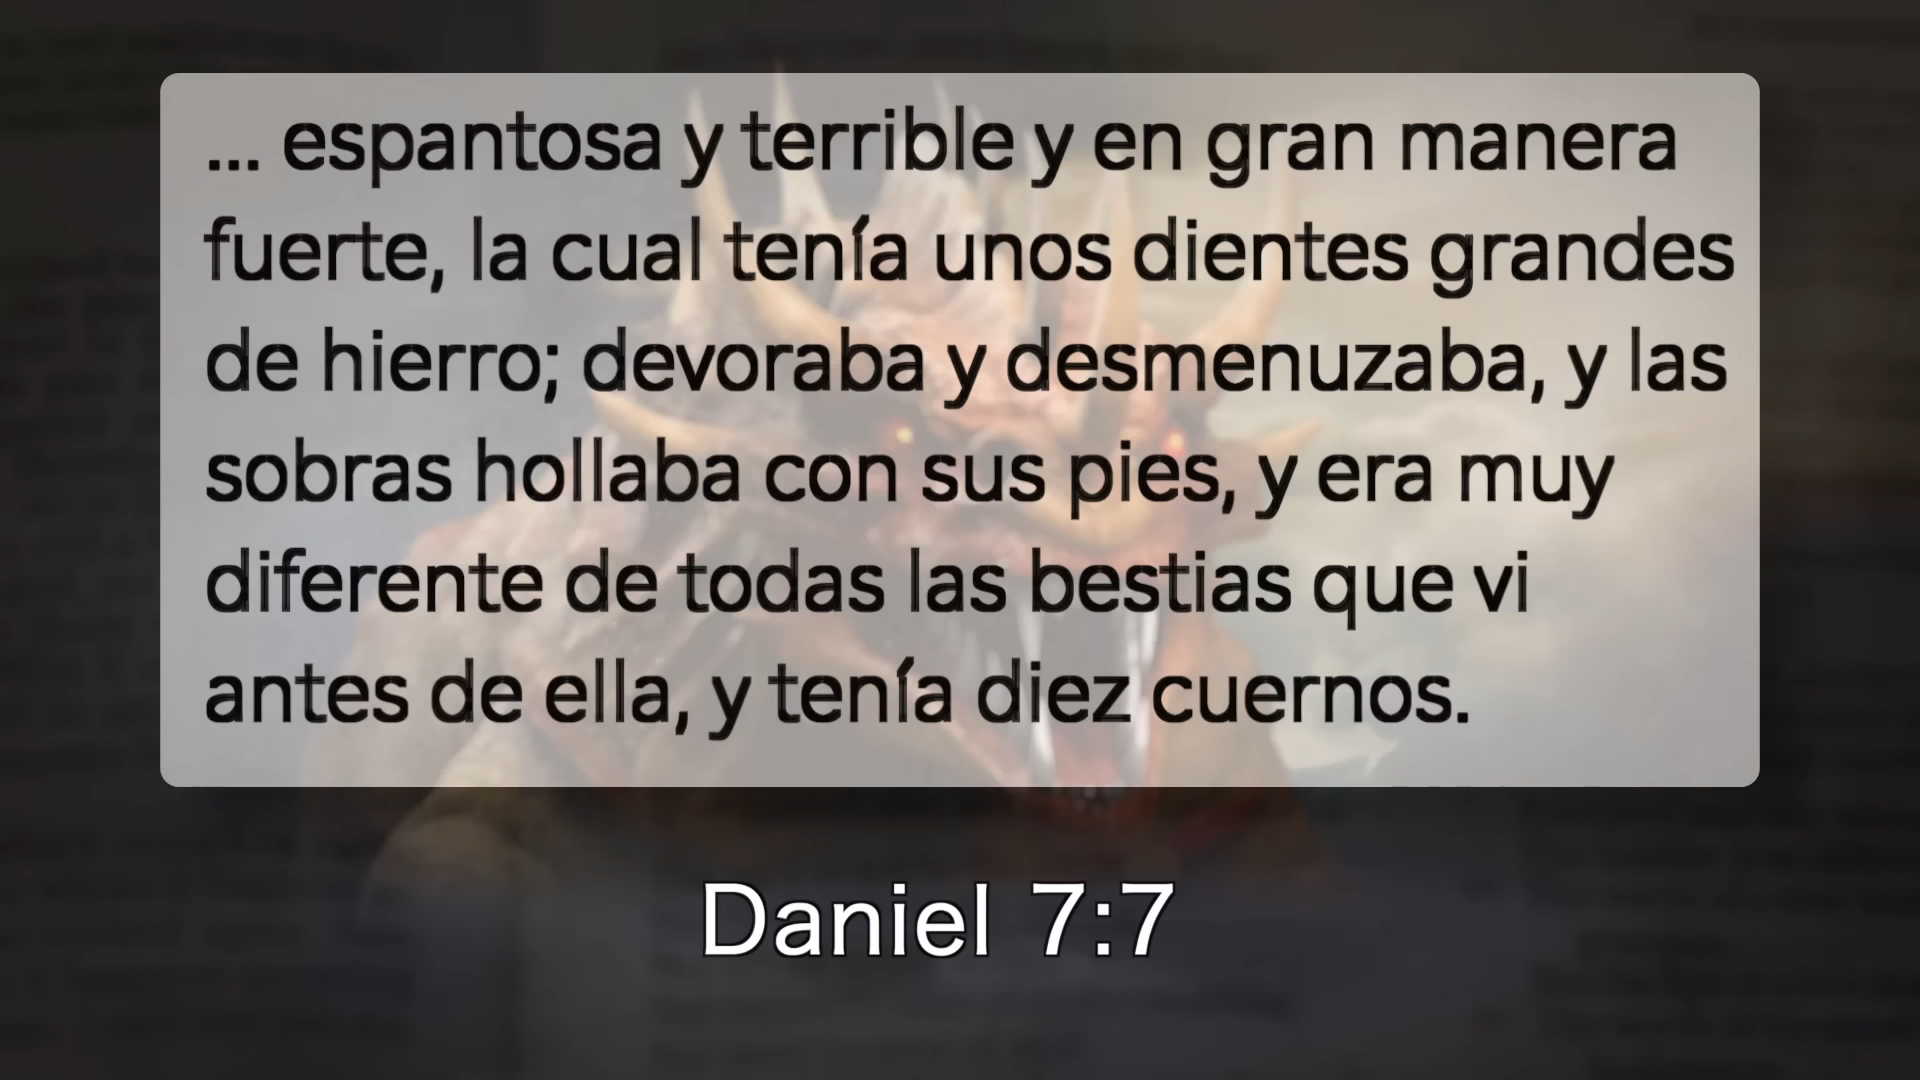 ... espantosa y terrible y en gran manera
fuerte, la cual tenía unos dientes grandes
de hierro; devoraba y desmenuzaba, y las
sobras hollaba con sus pies, y era muy
diferente de todas las bestias que vi
antes de ella, y tenía diez cuernos.
Daniel 7:7